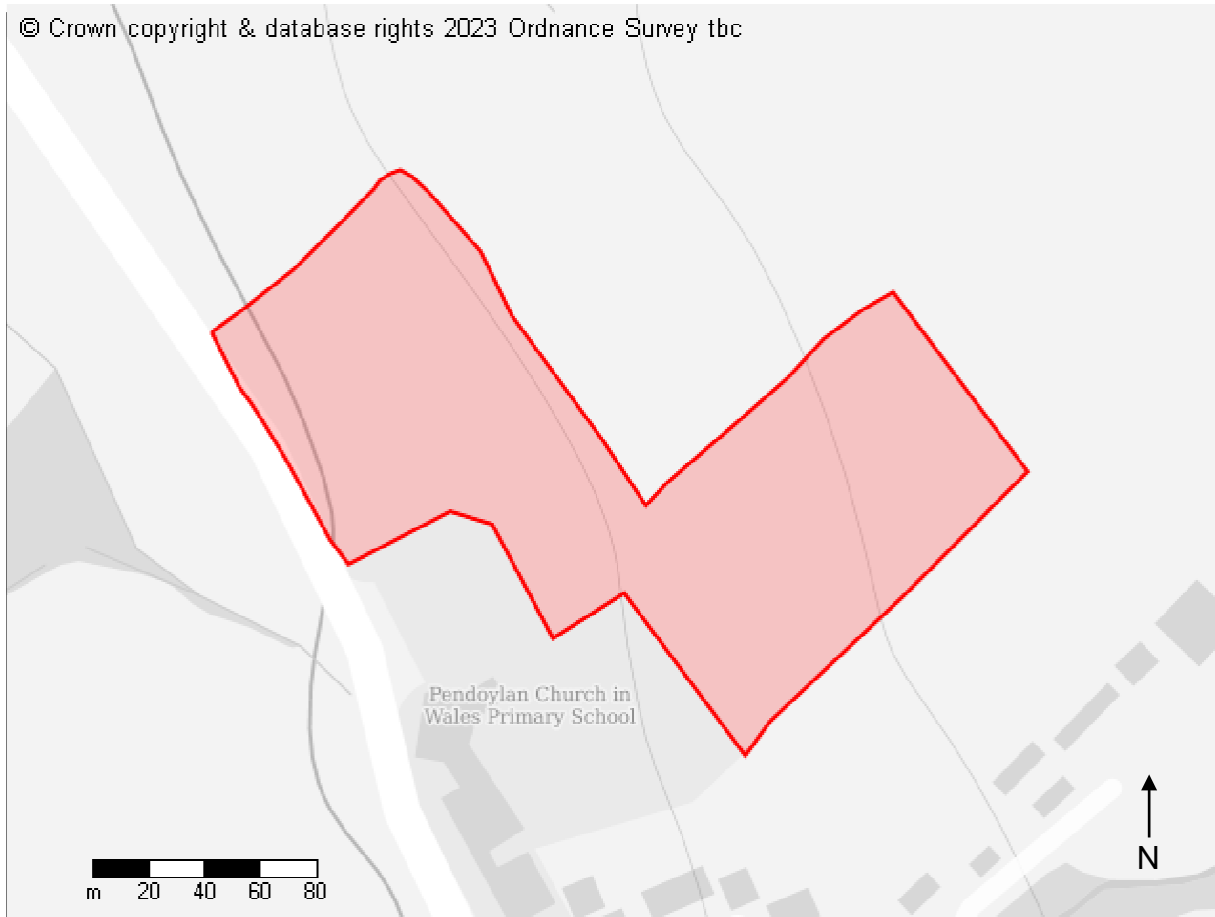 © Crown copyright & database rights 2023 Ordnance Survey tbc
Pendoylan Church in
Wales Primary School
m 20 40 60 80
N